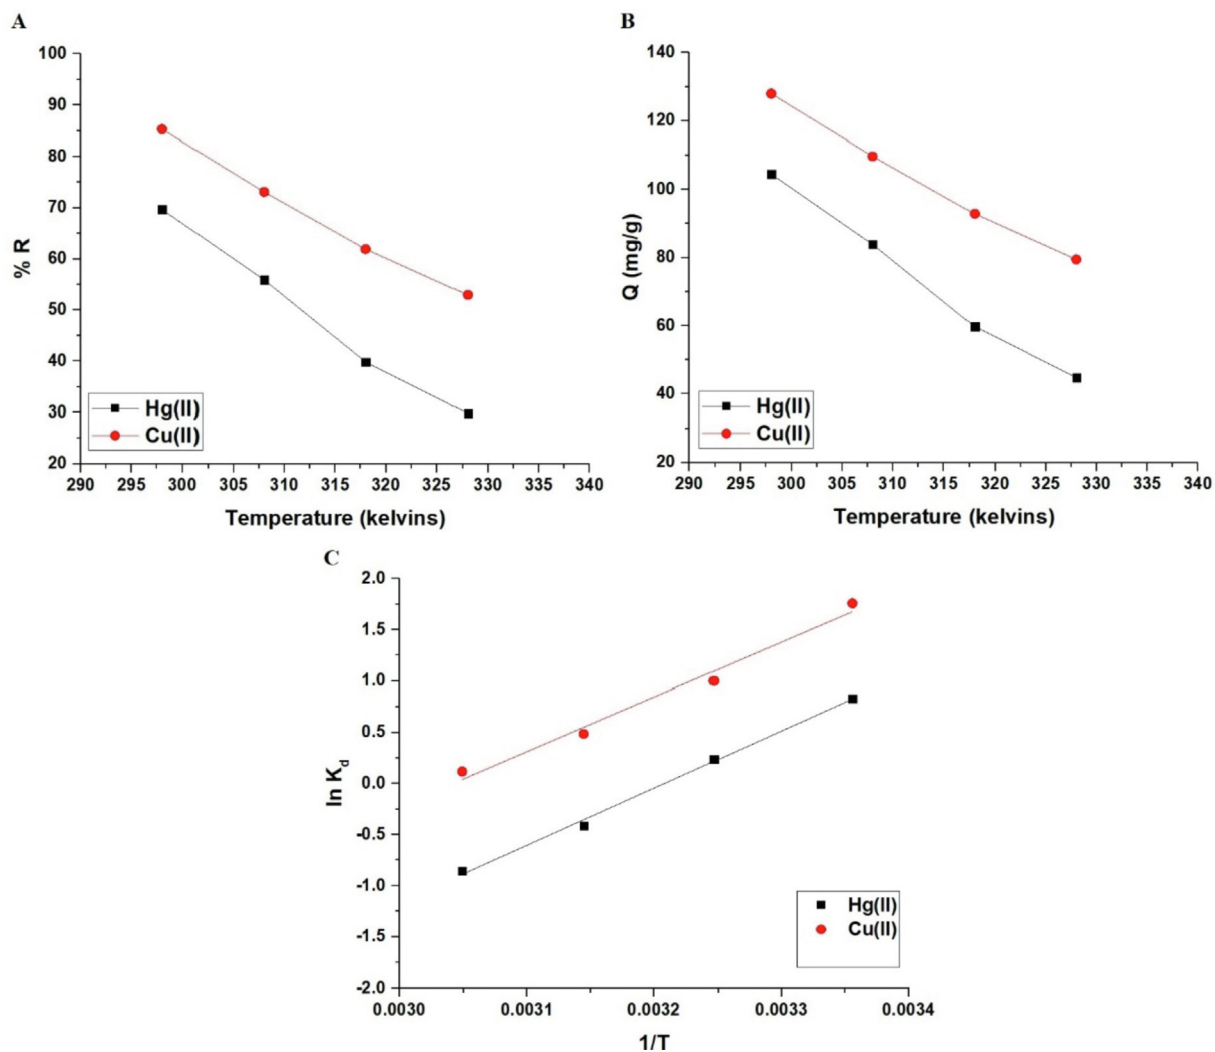 A
100
90
80
70
60
50
40
30
20
% R
Hg(II)
Cu(II)
290 295 300 305 310 315 320 325 330 335 340
Temperature (kelvins)
B
140
120
100
80
60
40
20
Q (mg/g)
Hg(II)
Cu(II)
290 295 300 305 310 315 320 325 330 335 340
Temperature (kelvins)
C
2.0
1.5
1.0
0.5
0.0
-0.5
-1.0
-1.5
-2.0
ln Kd
Hg(II)
Cu(II)
0.0030 0.0031 0.0032 0.0033 0.0034
1/T